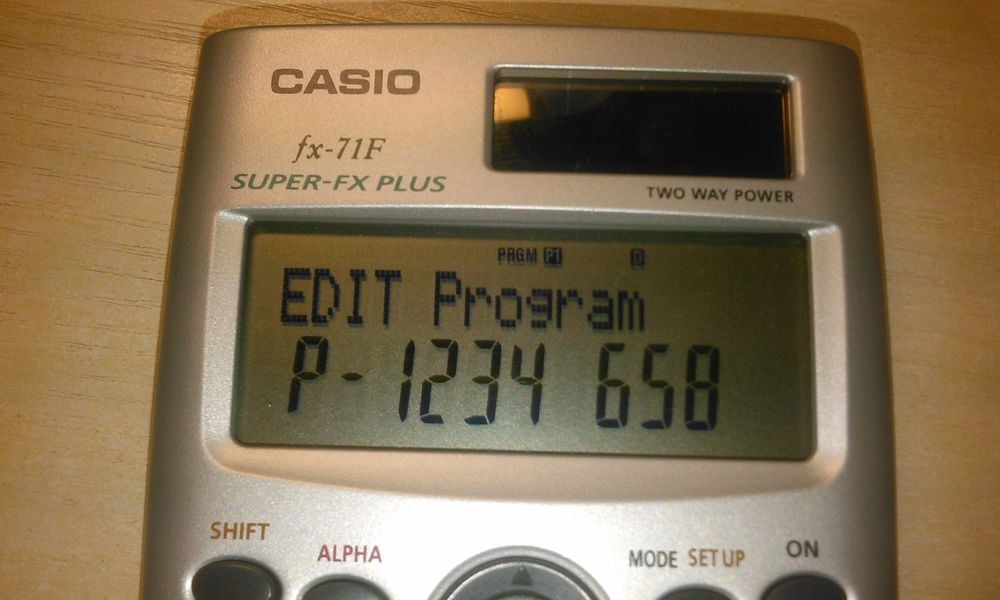 CASIO
fx-71F
SUPER-FX PLUS
TWO WAY POWER
PRGM P1 D
EDIT Program
P- 1234 658
SHIFT
ALPHA
MODE SETUP
ON